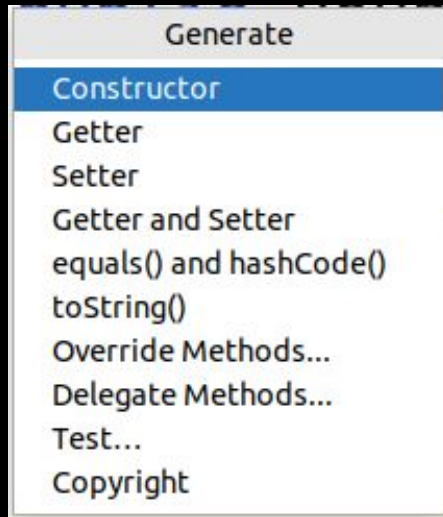 Generate
Constructor
Getter
Setter
Getter and Setter
equals() and hashCode()
toString()
Override Methods...
Delegate Methods...
Test...
Copyright